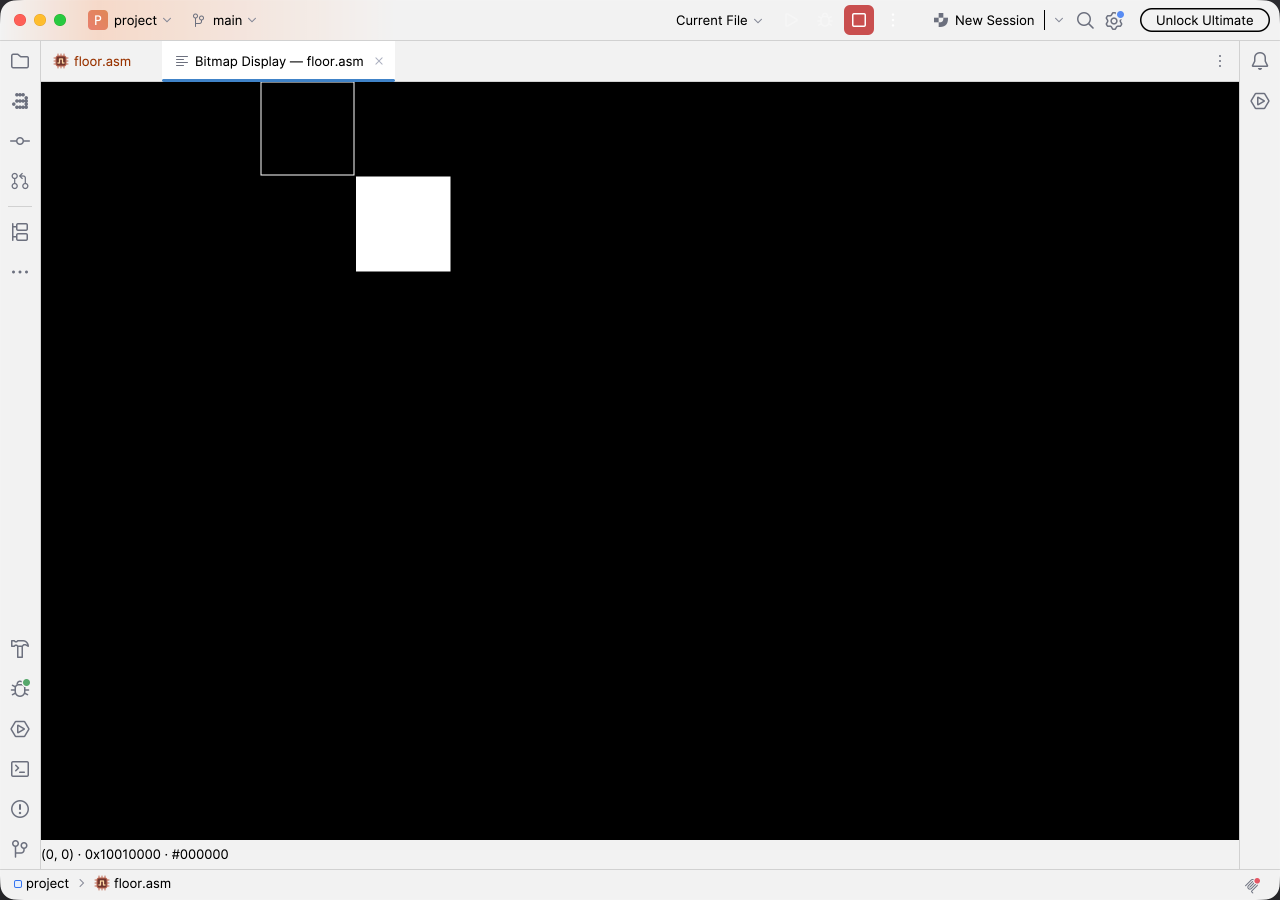 P project main Current File New Session Unlock Ultimate
floor.asm Bitmap Display — floor.asm
(0, 0) · 0x10010000 · #000000
project floor.asm